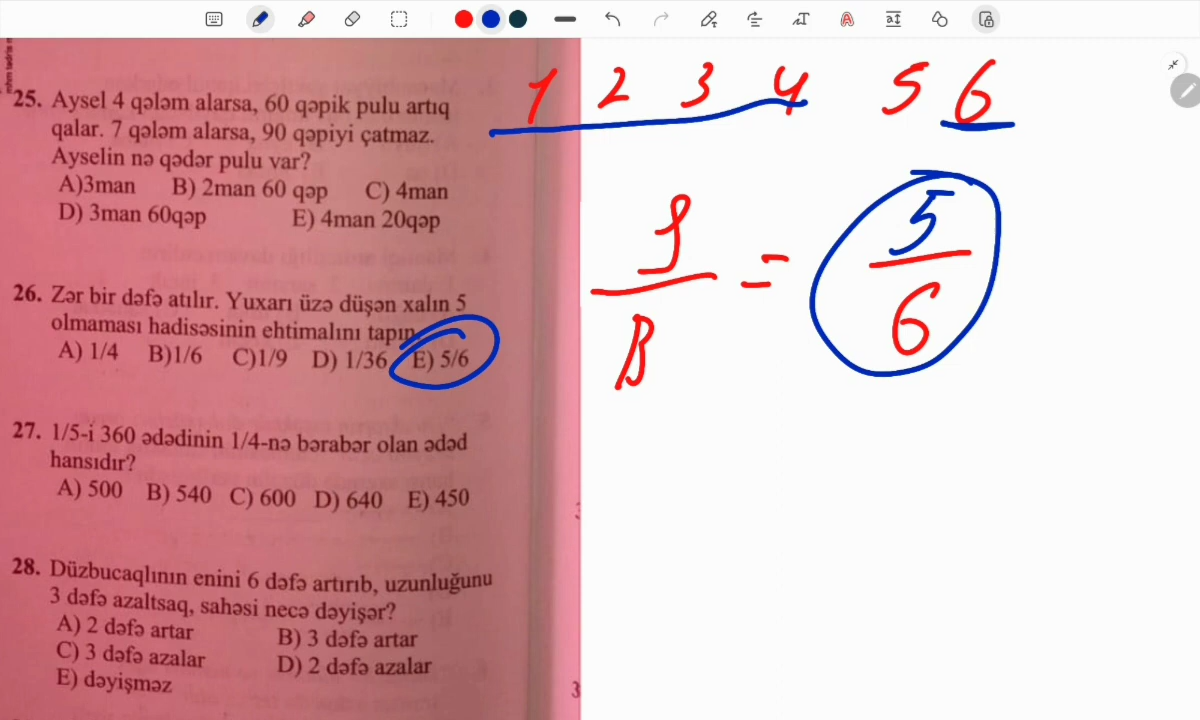 25. Aysel 4 qələm alarsa, 60 qəpik pulu artıq
qalar. 7 qələm alarsa, 90 qəpiyi çatmaz.
Ayselin nə qədər pulu var?
A)3man B) 2man 60 qəp C) 4man
D) 3man 60qəp E) 4man 20qəp
26. Zər bir dəfə atılır. Yuxarı üzə düşən xalın 5
olmaması hadisəsinin ehtimalını tapın
A) 1/4 B)1/6 C)1/9 D) 1/36 E) 5/6
27. 1/5-i 360 ədədinin 1/4-nə bərabər olan ədəd
hansıdır?
A) 500 B) 540 C) 600 D) 640 E) 450
28. Düzbucaqlının enini 6 dəfə artırıb, uzunluğunu
3 dəfə azaltsaq, sahəsi necə dəyişər?
A) 2 dəfə artar B) 3 dəfə artar
C) 3 dəfə azalar D) 2 dəfə azalar
E) dəyişməz
1 2 3 4 5 6
= 5
B 6